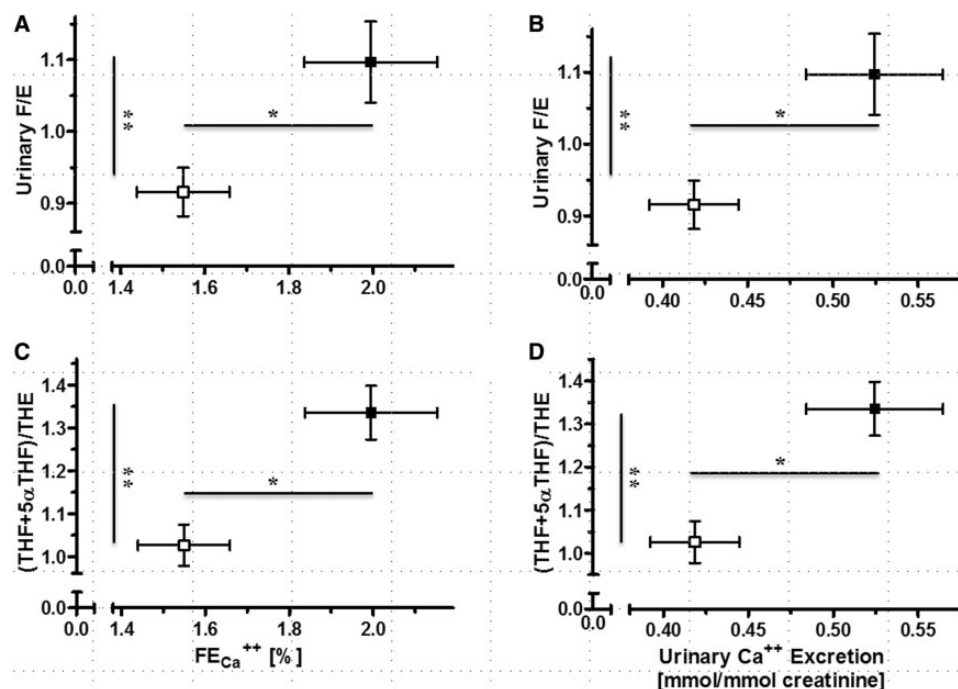 A
Urinary F/E
1.1
1.0
0.9
0.0
**
*
0.0 1.4 1.6 1.8 2.0
B
Urinary F/E
1.1
1.0
0.9
0.0
**
*
0.0 0.40 0.45 0.50 0.55
C
(THF+5αTHF)/THE
1.4
1.3
1.2
1.1
1.0
0.0
**
*
0.0 1.4 1.6 1.8 2.0
FECa++ [%]
D
(THF+5αTHF)/THE
1.4
1.3
1.2
1.1
1.0
0.0
**
*
0.0 0.40 0.45 0.50 0.55
Urinary Ca++ Excretion
[mmol/mmol creatinine]